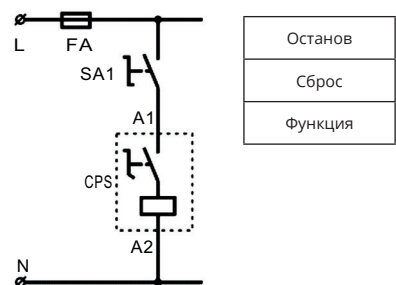 L
FA
SA1
A1
CPS
A2
N
Останов
Сброс
Функция